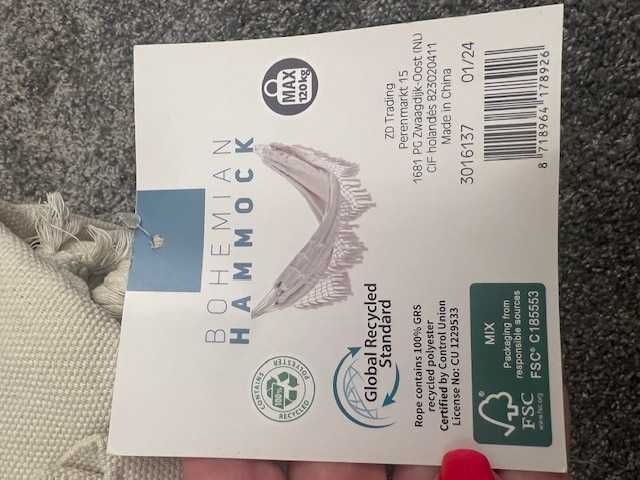 BOHEMIAN
HAMMOCK
MAX
120kg
ZD Trading
Perenmarkt 15
1681 PG Zwaagdijk-Oost (NL)
CIF holandés 823020411
Made in China
3016137 01/24
8 718964 178926
CONTAINS
100%
RECYCLED
POLYESTER
Global Recycled
Standard
Rope contains 100% GRS
recycled polyester
Certified by Control Union
License No: CU 1229533
FSC
www.fsc.org
MIX
Packaging from
responsible sources
FSC® C185553